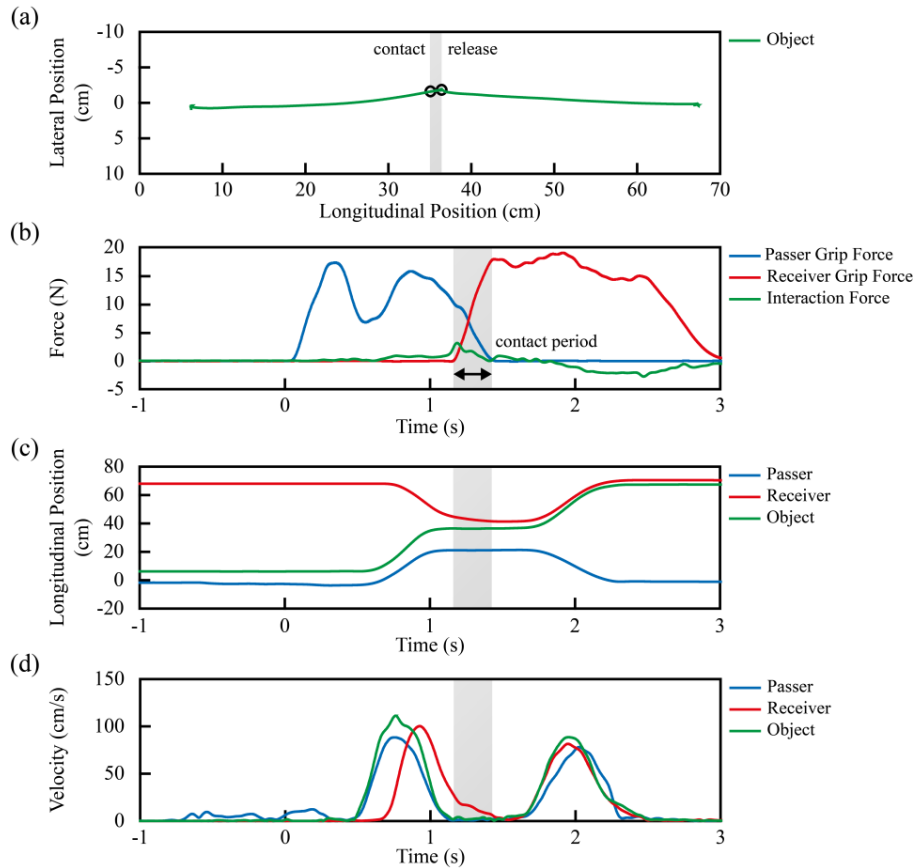 (a)
-10
-5
0
5
10
Lateral Position
(cm)
contact
release
Object
0
10
20
30
40
50
60
70
Longitudinal Position (cm)
(b)
20
15
10
5
0
-5
Force (N)
contact period
Passer Grip Force
Receiver Grip Force
Interaction Force
-1
0
1
2
3
Time (s)
(c)
80
60
40
20
0
-20
Longitudinal Position
(cm)
Passer
Receiver
Object
-1
0
1
2
3
Time (s)
(d)
150
100
50
0
Velocity (cm/s)
Passer
Receiver
Object
-1
0
1
2
3
Time (s)